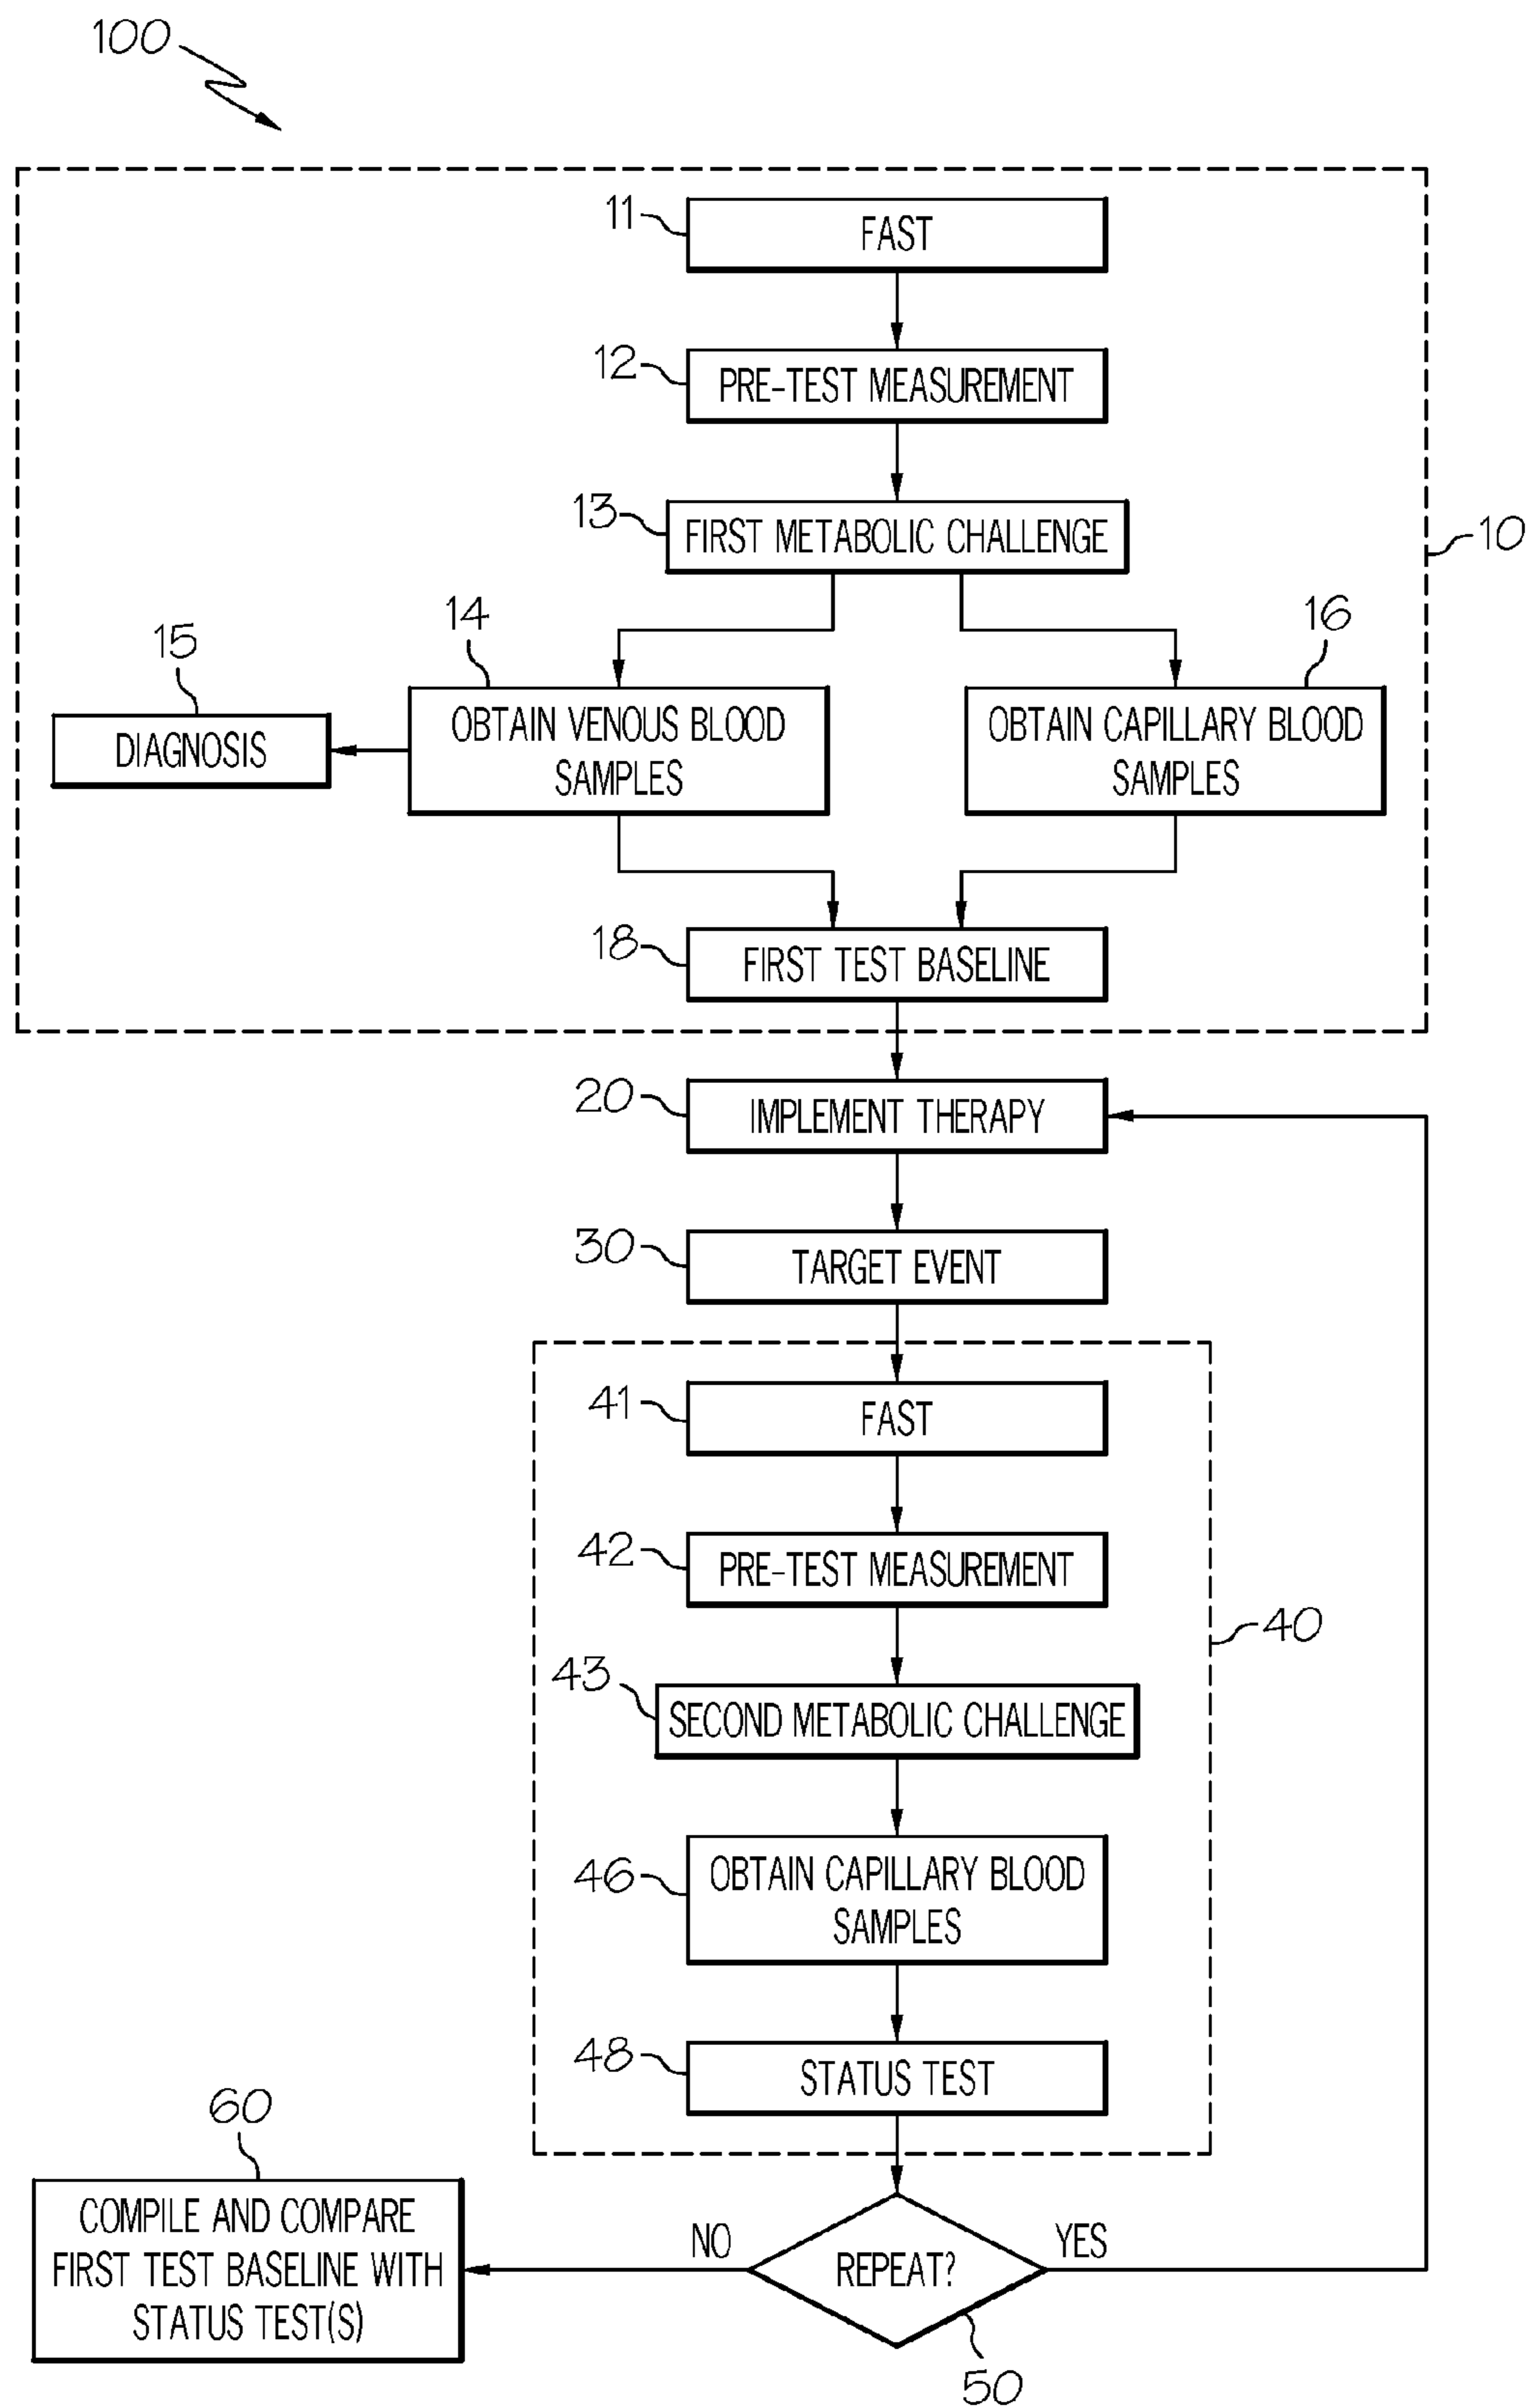 100
11
FAST
12
PRE-TEST MEASUREMENT
13
FIRST METABOLIC CHALLENGE
10
14
16
15
OBTAIN VENOUS BLOOD
SAMPLES
OBTAIN CAPILLARY BLOOD
SAMPLES
DIAGNOSIS
18
FIRST TEST BASELINE
20
IMPLEMENT THERAPY
30
TARGET EVENT
41
FAST
42
PRE-TEST MEASUREMENT
40
43
SECOND METABOLIC CHALLENGE
46
OBTAIN CAPILLARY BLOOD
SAMPLES
48
STATUS TEST
60
COMPILE AND COMPARE
FIRST TEST BASELINE WITH
STATUS TEST(S)
NO
REPEAT?
YES
50